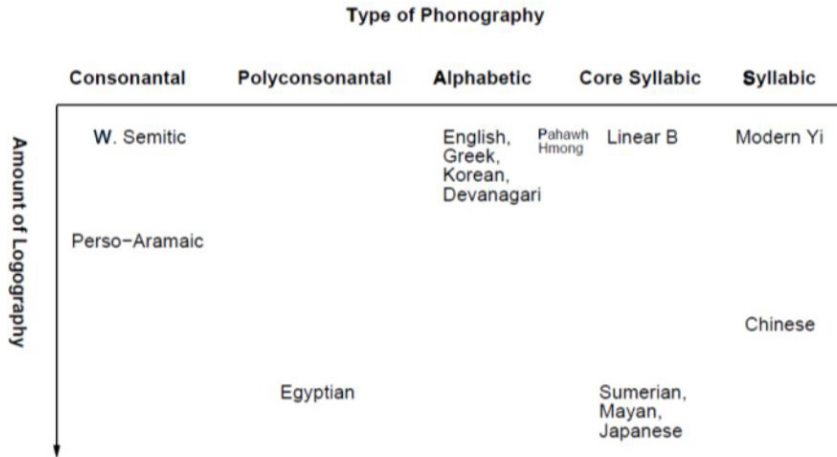 Type of Phonography
Consonantal Polyconsonantal Alphabetic Core Syllabic Syllabic
Amount of Logography
W. Semitic English, Pahawh Linear B Modern Yi
Greek, Hmong
Korean,
Devanagari
Perso-Aramaic
Chinese
Egyptian Sumerian,
Mayan,
Japanese